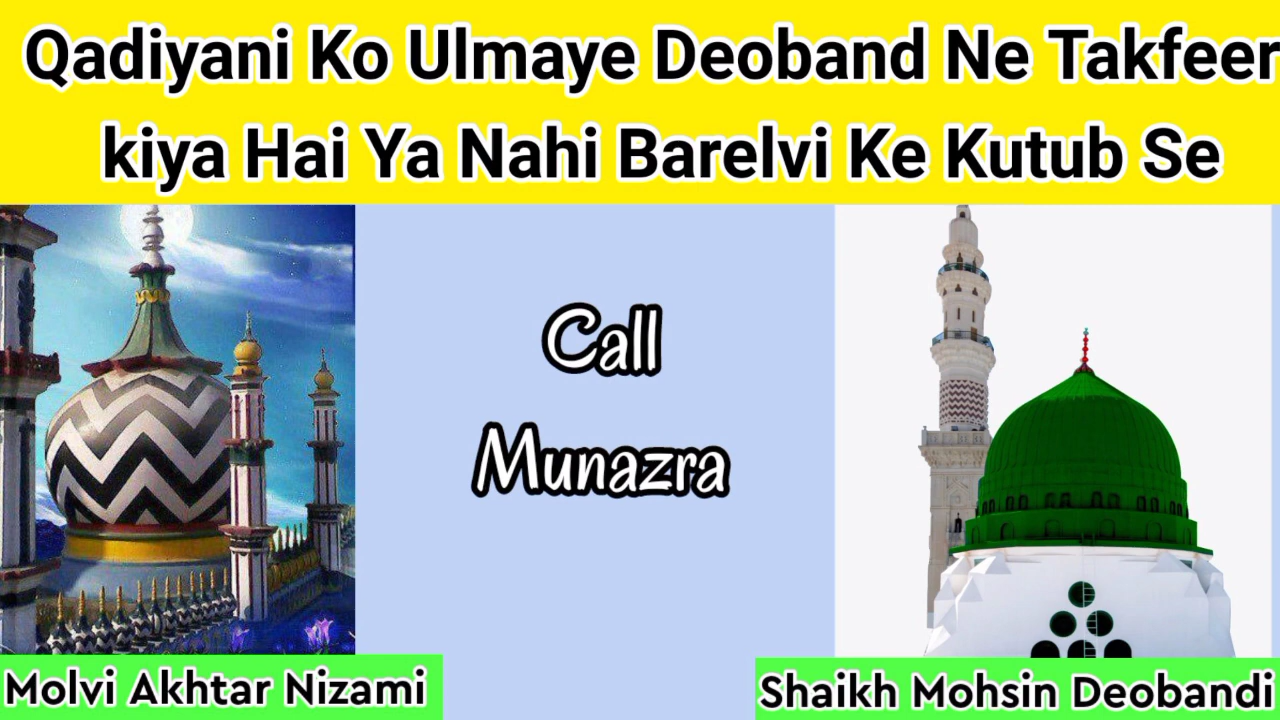 Qadiyani Ko Ulmaye Deoband Ne Takfeer
kiya Hai Ya Nahi Barelvi Ke Kutub Se
Call
Munazra
Molvi Akhtar Nizami
Shaikh Mohsin Deobandi